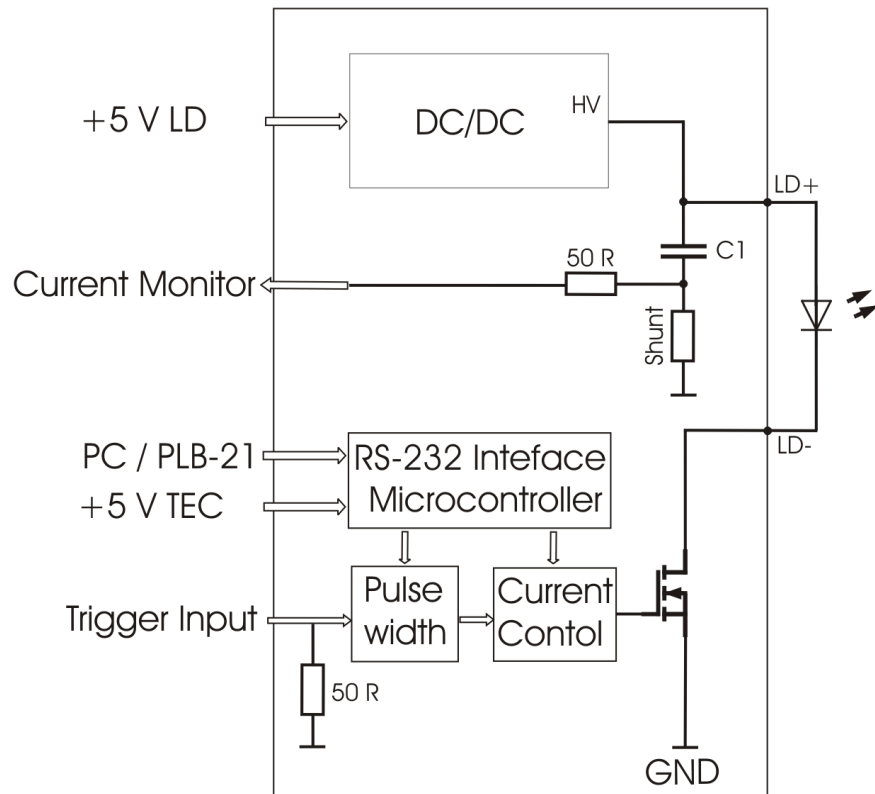 +5 V LD
DC/DC
HV
LD+
C1
50 R
Current Monitor
Shunt
LD-
PC / PLB-21
+5 V TEC
RS-232 Inteface
Microcontroller
Trigger Input
Pulse
width
Current
Contol
50 R
GND